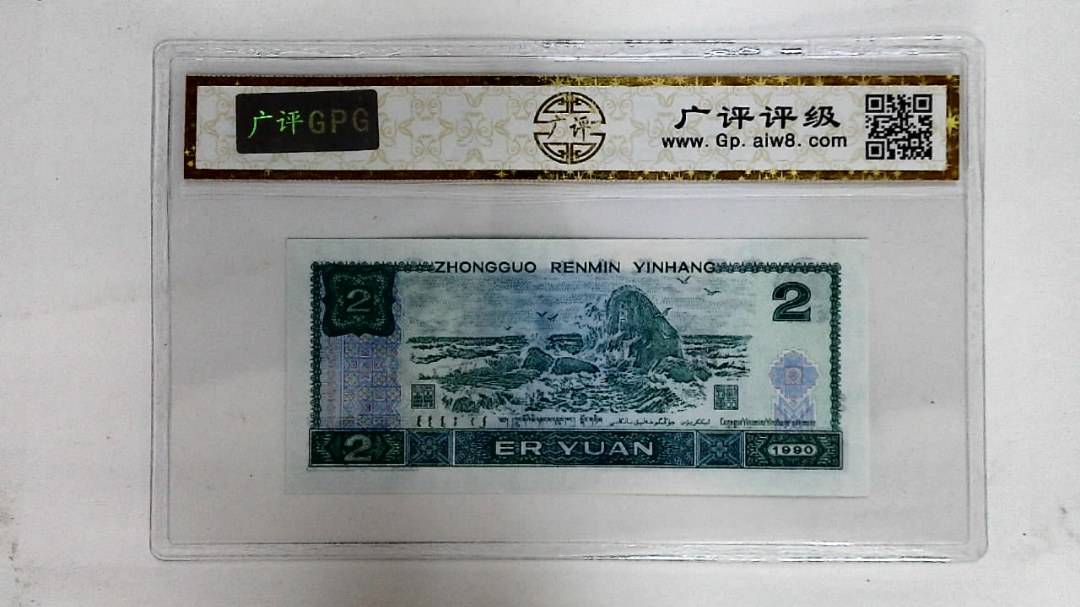 广评GPG
广评
广评评级
www. Gp. aiw8. com
ZHONGGUO RENMIN YINHANG
2
2
2
ER YUAN
1990